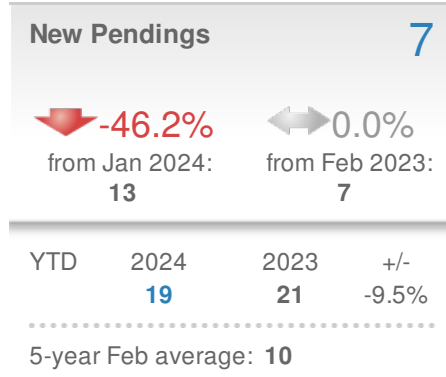 New Pendings 7
-46.2% 0.0%
from Jan 2024: from Feb 2023:
13 7
YTD 2024 2023 +/-
19 21 -9.5%
5-year Feb average: 10